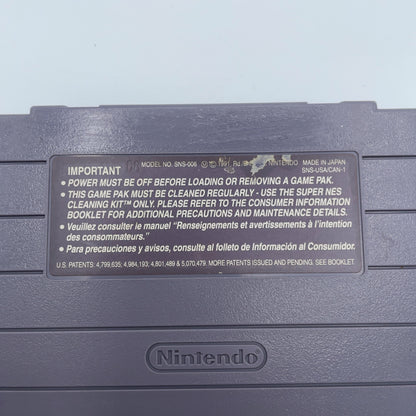 IMPORTANT MODEL NO. SNS-006 Ⓜ©1991 NINTENDO MADE IN JAPAN
SNS-USA/CAN-1
• POWER MUST BE OFF BEFORE LOADING OR REMOVING A GAME PAK.
• THIS GAME PAK MUST BE CLEANED REGULARLY - USE THE SUPER NES
CLEANING KIT™ ONLY. PLEASE REFER TO THE CONSUMER INFORMATION
BOOKLET FOR ADDITIONAL PRECAUTIONS AND MAINTENANCE DETAILS.
• Veuillez consulter le manuel "Renseignements et avertissements à l'intention
des consommateurs."
• Para precauciones y avisos, consulte al folleto de Información al Consumidor.
U.S. PATENTS: 4,799,635; 4,984,193; 4,801,489 & 5,070,479. MORE PATENTS ISSUED AND PENDING. SEE BOOKLET.
Nintendo